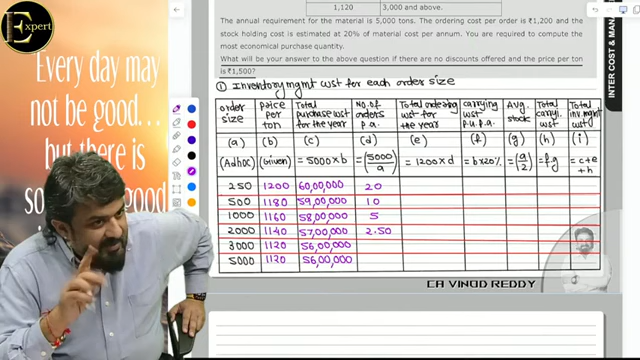 Expert
Every day may
not be good...
but there is
so
good
1,120 3,000 and above.
The annual requirement for the material is 5,000 tons. The ordering cost per order is ₹1,200 and the
stock holding cost is estimated at 20% of material cost per annum. You are required to compute the
most economical purchase quantity.
What will be your answer to the above question if there are no discounts offered and the price per ton
is ₹1,500?
① Inventory mgmt cost for each order size
order size | price per ton | Total purchase cost for the year | No. of orders p.a. | Total ordering cost for the year | carrying cost p.u.p.a. | Avg. stock | Total carrying cost | Total inv. mgmt cost
(a) (b) (c) (d) (e) (f) (g) (h) (i)
(Adhoc) (Given) = 5000 x b = (5000/a) = 1200 x d = b x 20% = (a/2) = f.g = c+e+h
250 1200 60,00,000 20
500 1180 59,00,000 10
1000 1160 58,00,000 5
2000 1140 57,00,000 2.50
3000 1120 56,00,000
5000 1120 56,00,000
CA VINOD REDDY
INTER COST & MANA